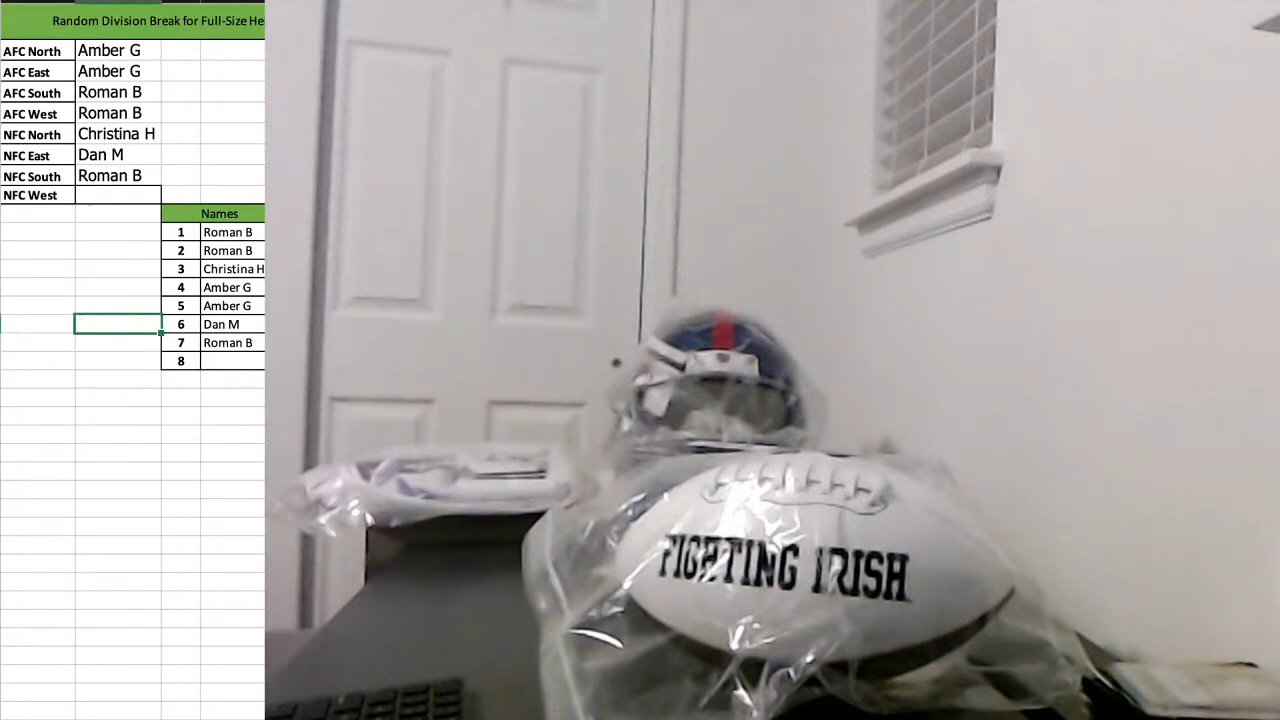 Random Division Break for Full-Size He
AFC North Amber G
AFC East Amber G
AFC South Roman B
AFC West Roman B
NFC North Christina H
NFC East Dan M
NFC South Roman B
NFC West
Names
1 Roman B
2 Roman B
3 Christina H
4 Amber G
5 Amber G
6 Dan M
7 Roman B
8
FIGHTING IRISH